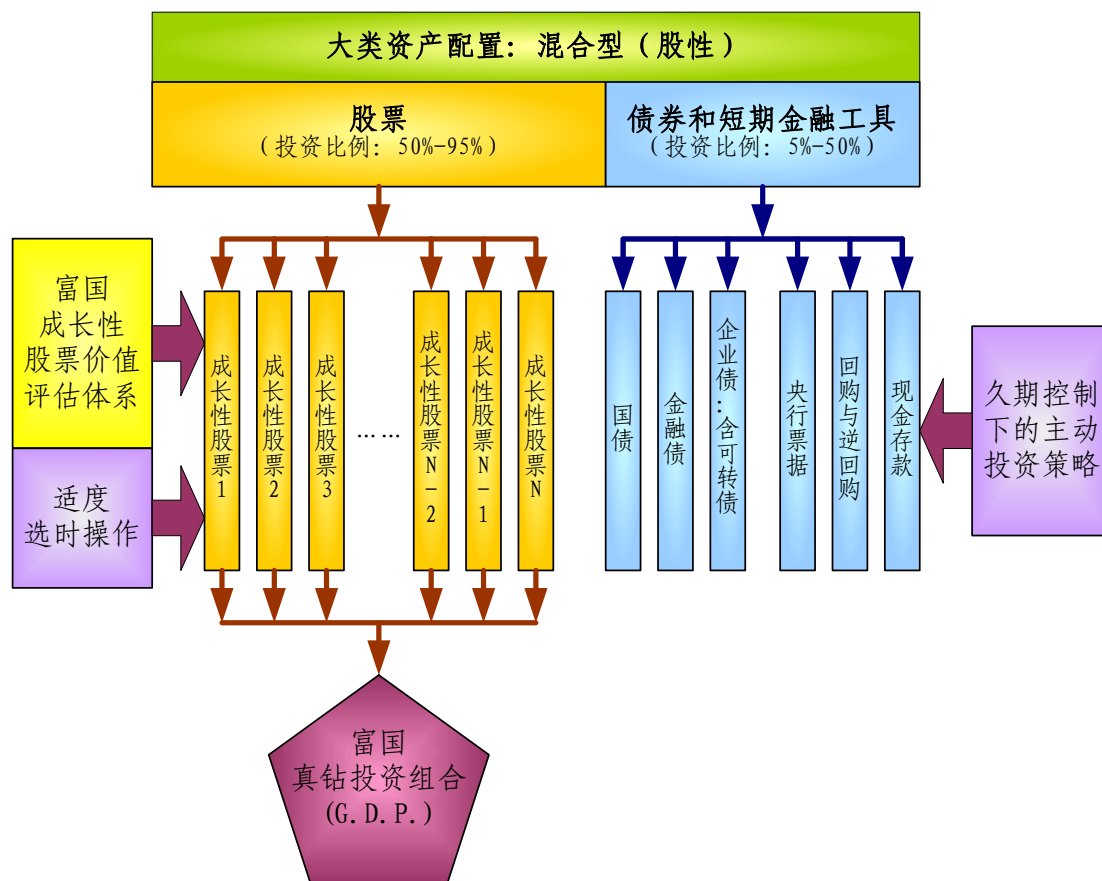 大类资产配置：混合型（股性）
股票
（投资比例：50%-95%）
债券和短期金融工具
（投资比例：5%-50%）
富国
成长性
股票价值
评估体系
适度
选时操作
成长性股票1
成长性股票2
成长性股票3
……
成长性股票N-2
成长性股票N-1
成长性股票N
国债
金融债
企业债：含可转债
央行票据
回购与逆回购
现金存款
久期控制
下的主动
投资策略
富国
真钻投资组合
(G.D.P.)